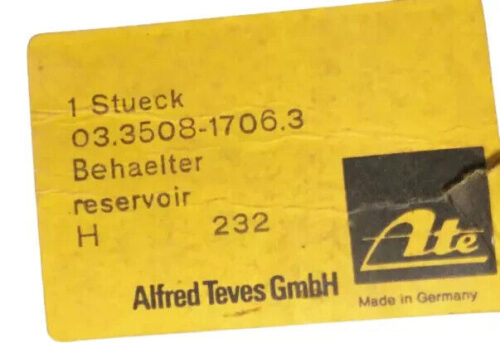 1 Stueck
03.3508-1706.3
Behaelter
reservoir
H 232
Alfred Teves GmbH
Ate
Made in Germany